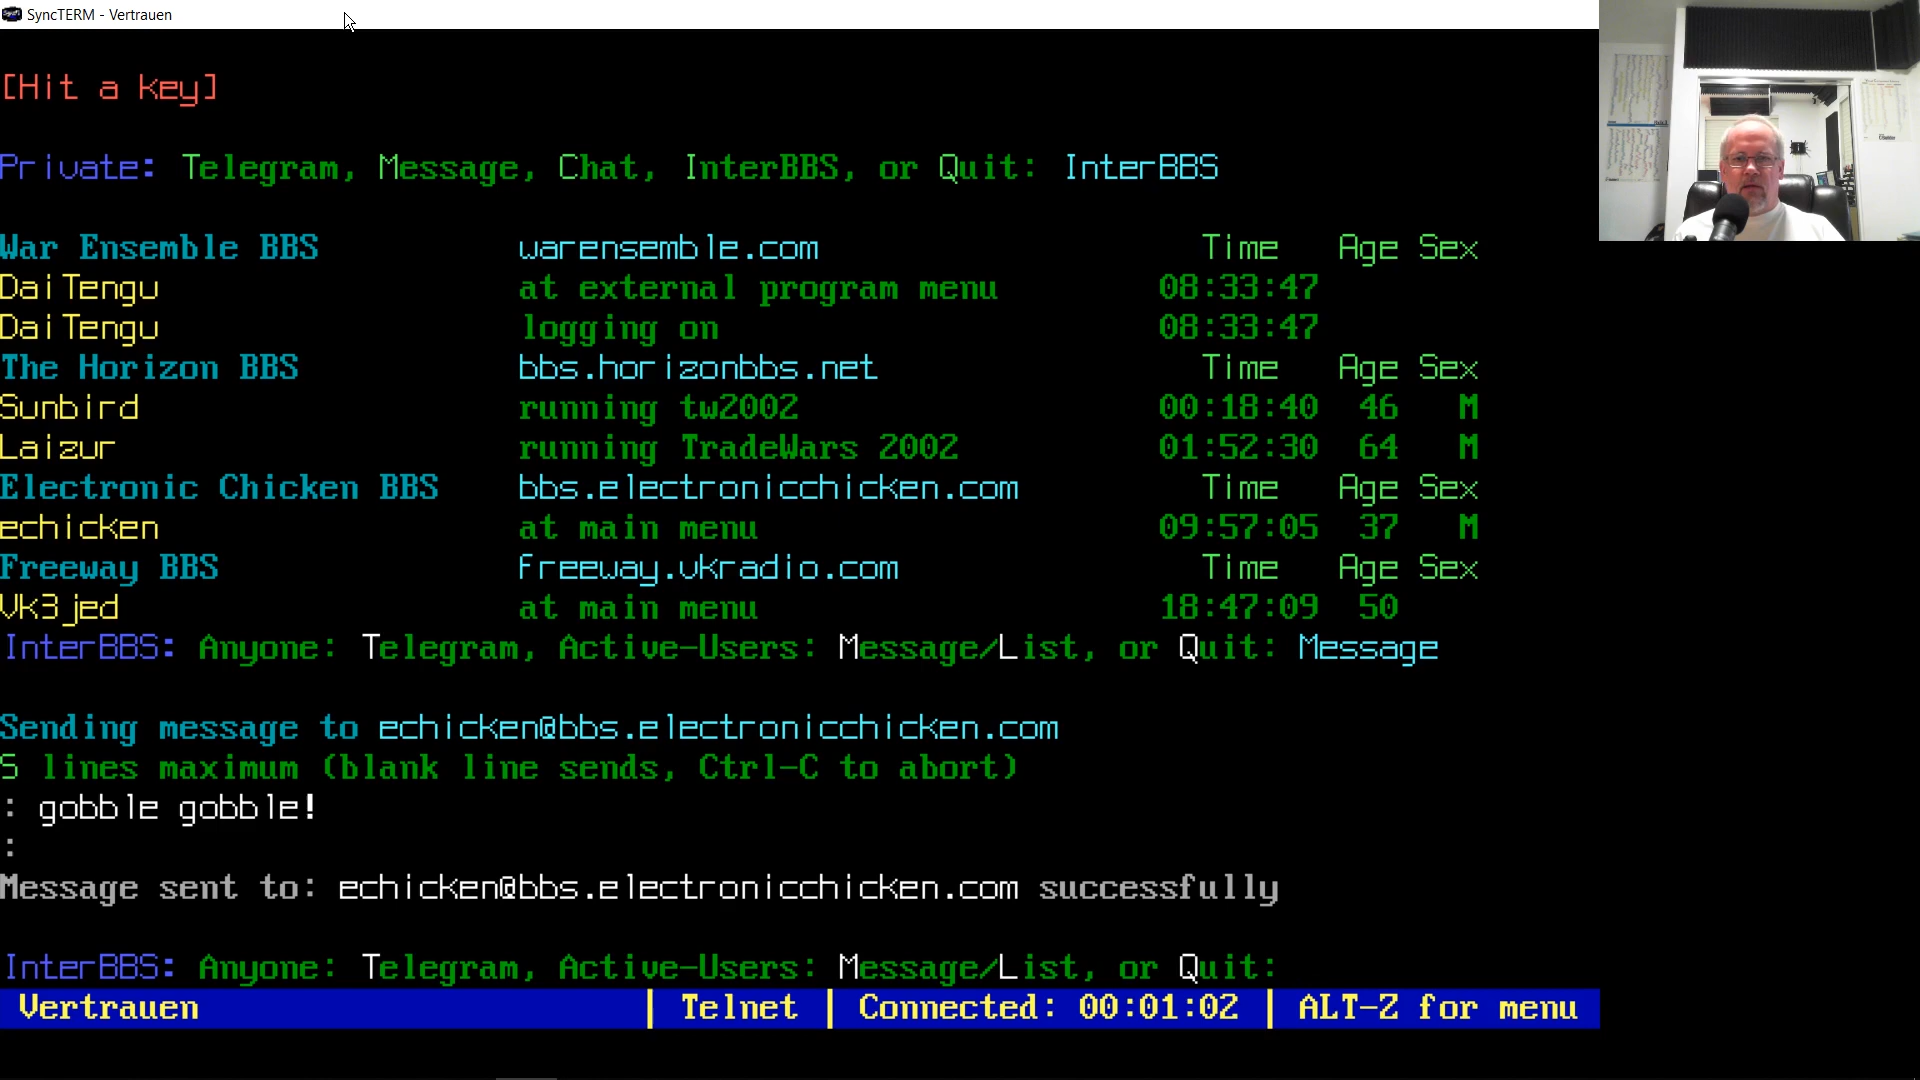 SyncTERM - Vertrauen
[Hit a key]
Private: Telegram, Message, Chat, InterBBS, or Quit: InterBBS
War Ensemble BBS warensemble.com Time Age Sex
DaiTengu at external program menu 08:33:47
DaiTengu logging on 08:33:47
The Horizon BBS bbs.horizonbbs.net Time Age Sex
Sunbird running tw2002 00:18:40 46 M
Laizur running TradeWars 2002 01:52:30 64 M
Electronic Chicken BBS bbs.electronicchicken.com Time Age Sex
echicken at main menu 09:57:05 37 M
Freeway BBS freeway.vkradio.com Time Age Sex
Vk3jed at main menu 18:47:09 50
InterBBS: Anyone: Telegram, Active-Users: Message/List, or Quit: Message
Sending message to echicken@bbs.electronicchicken.com
5 lines maximum (blank line sends, Ctrl-C to abort)
: gobble gobble!
:
Message sent to: echicken@bbs.electronicchicken.com successfully
InterBBS: Anyone: Telegram, Active-Users: Message/List, or Quit:
Vertrauen | Telnet | Connected: 00:01:02 | ALT-Z for menu